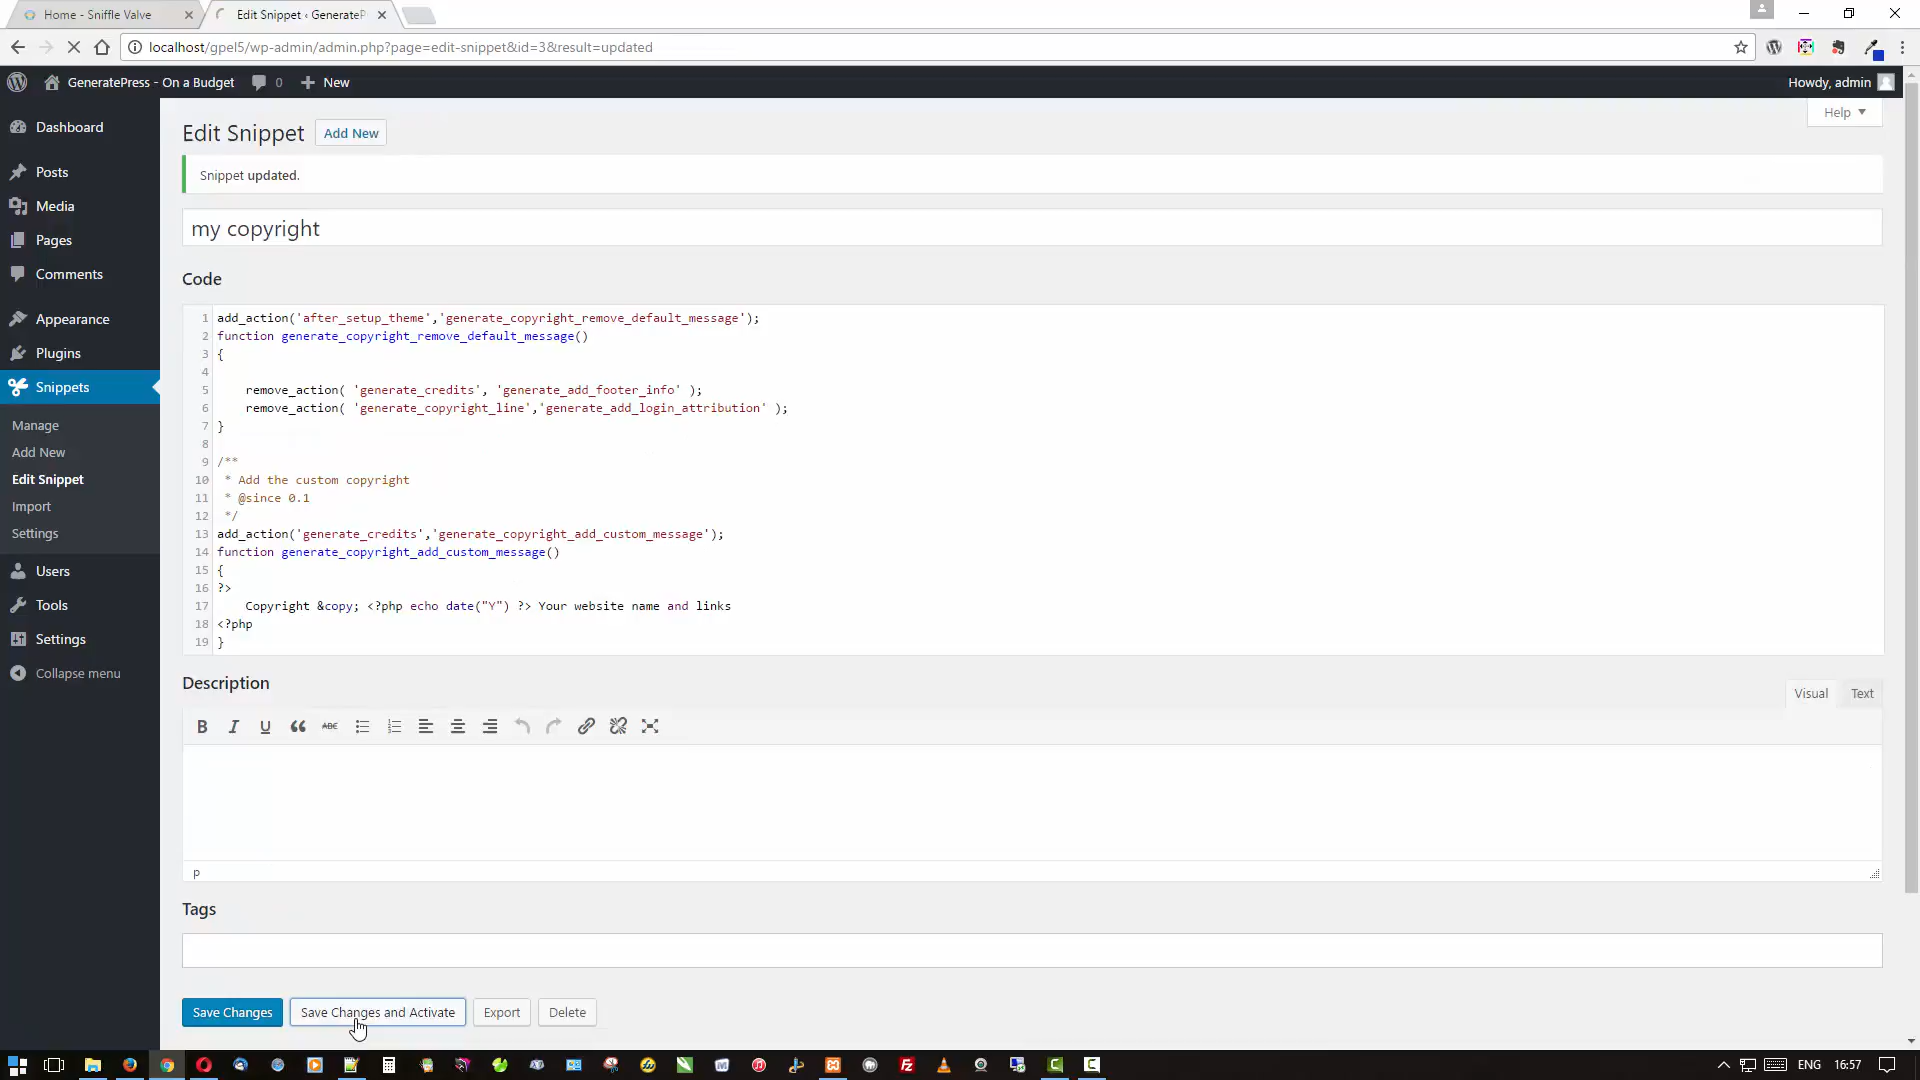 Home - Sniffle Valve
Edit Snippet ‹ GenerateP
localhost/gpel5/wp-admin/admin.php?page=edit-snippet&id=3&result=updated
GeneratePress - On a Budget
0
New
Howdy, admin
Help
Dashboard
Posts
Media
Pages
Comments
Appearance
Plugins
Snippets
Manage
Add New
Edit Snippet
Import
Settings
Users
Tools
Settings
Collapse menu
Edit Snippet
Add New
Snippet updated.
my copyright
Code
1 add_action('after_setup_theme','generate_copyright_remove_default_message');
2 function generate_copyright_remove_default_message()
3 {
4
5 remove_action( 'generate_credits', 'generate_add_footer_info' );
6 remove_action( 'generate_copyright_line','generate_add_login_attribution' );
7 }
8
9 /**
10 * Add the custom copyright
11 * @since 0.1
12 */
13 add_action('generate_credits','generate_copyright_add_custom_message');
14 function generate_copyright_add_custom_message()
15 {
16 ?>
17 Copyright &copy; <?php echo date("Y") ?> Your website name and links
18 <?php
19 }
Description
Visual
Text
B I U ABC
p
Tags
Save Changes
Save Changes and Activate
Export
Delete
ENG
16:57